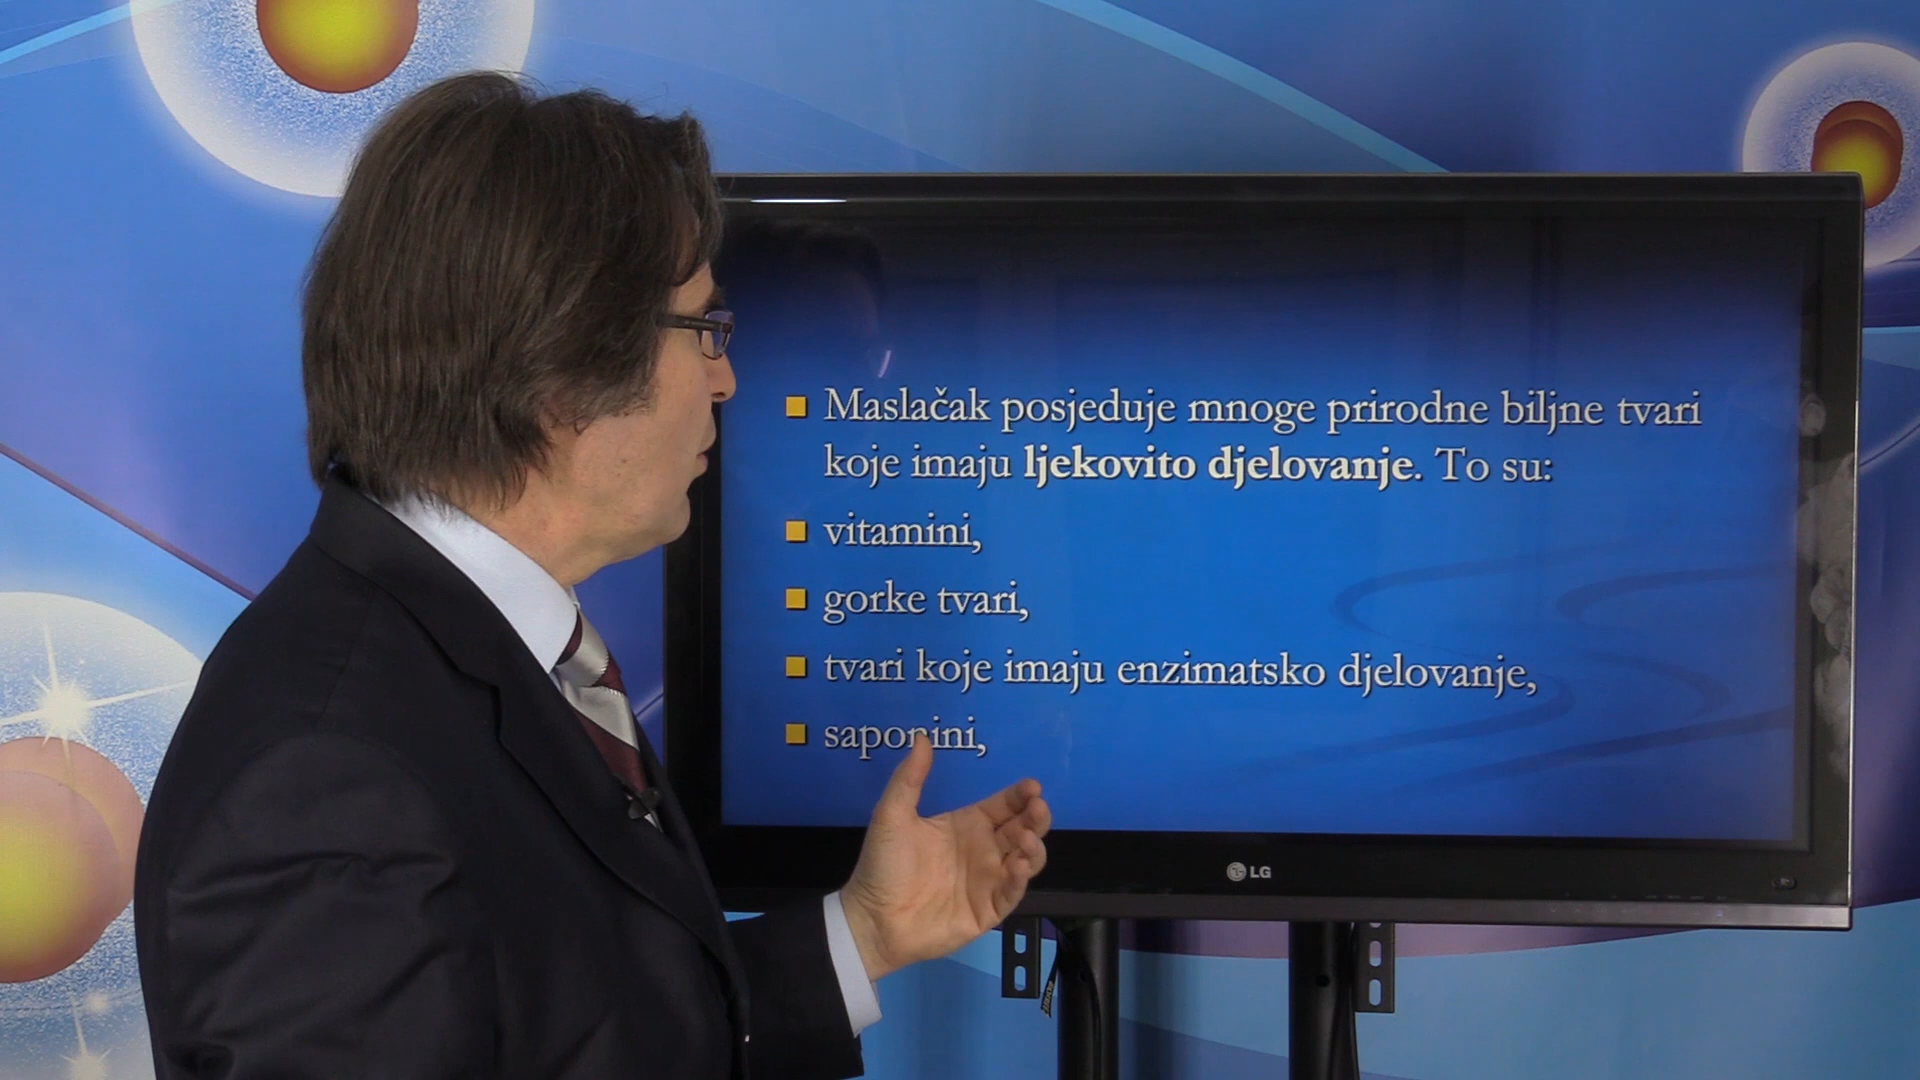 Maslačak posjeduje mnoge prirodne biljne tvari
koje imaju ljekovito djelovanje. To su:
vitamini,
gorke tvari,
tvari koje imaju enzimatsko djelovanje,
saponini,
LG